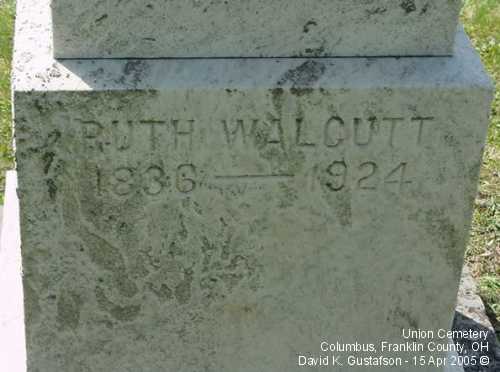 RUTH WALCUTT
1836 — 1924
Union Cemetery
Columbus, Franklin County, OH
David K. Gustafson - 15 Apr 2005 ©